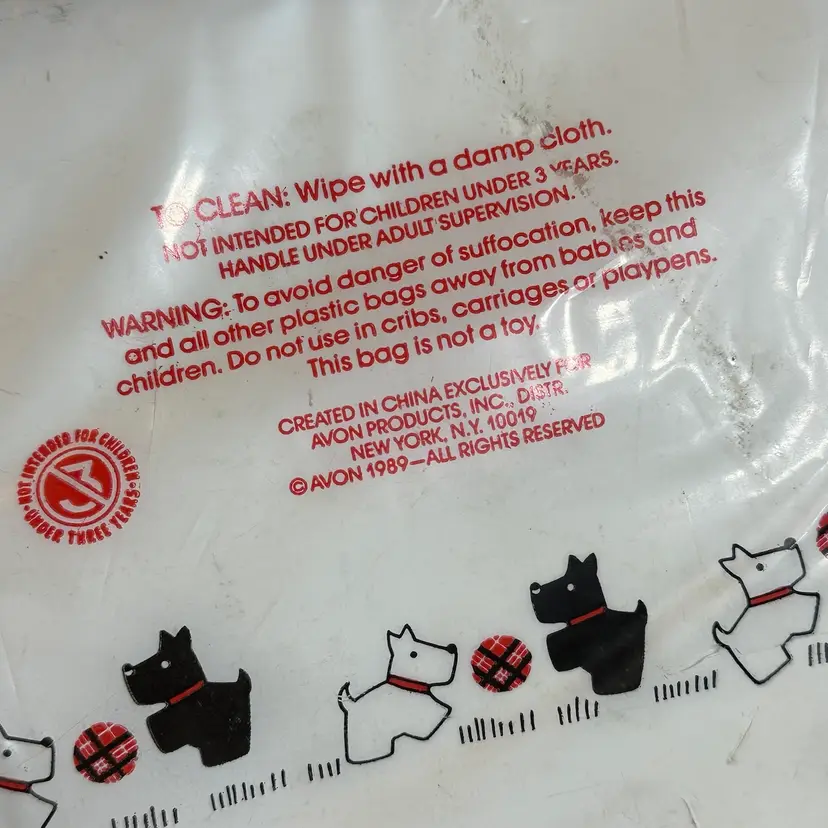 TO CLEAN: Wipe with a damp cloth.
NOT INTENDED FOR CHILDREN UNDER 3 YEARS.
HANDLE UNDER ADULT SUPERVISION.
WARNING: To avoid danger of suffocation, keep this
and all other plastic bags away from babies and
children. Do not use in cribs, carriages or playpens.
This bag is not a toy.
CREATED IN CHINA EXCLUSIVELY FOR
AVON PRODUCTS, INC., DISTR.
NEW YORK, N.Y. 10019
© AVON 1989—ALL RIGHTS RESERVED
NOT INTENDED FOR CHILDREN
3
UNDER THREE YEARS